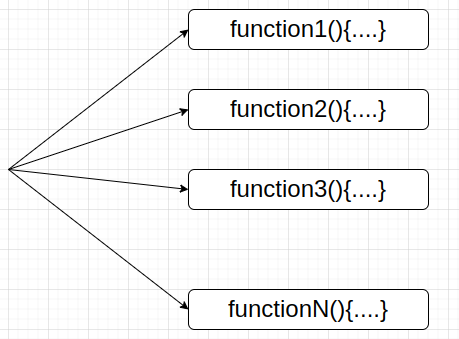 function1(){....}
function2(){....}
function3(){....}
functionN(){....}